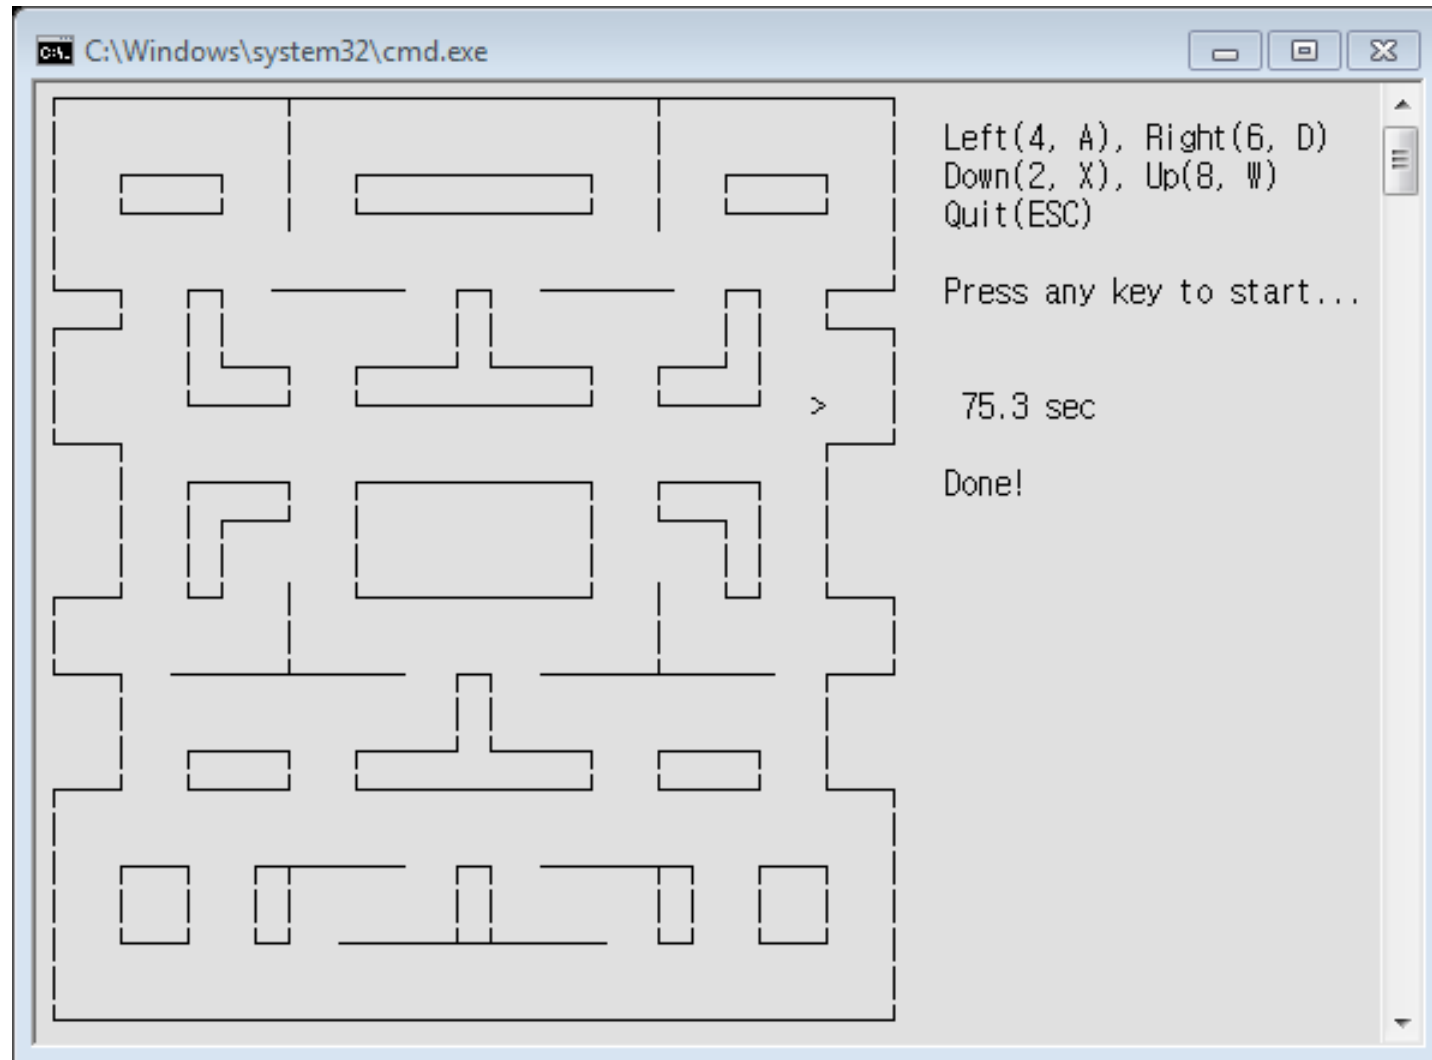 C:\Windows\system32\cmd.exe
Left(4, A), Right(6, D)
Down(2, X), Up(8, W)
Quit(ESC)
Press any key to start...
>
75.3 sec
Done!